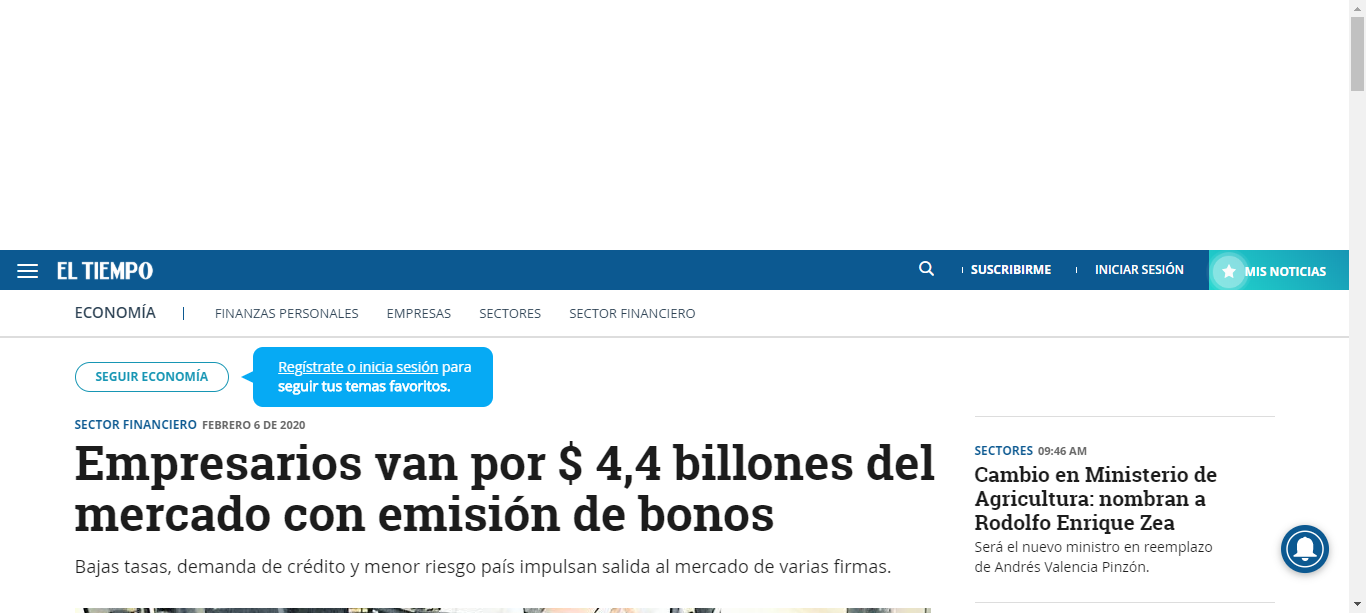 EL TIEMPO
SUSCRIBIRME
INICIAR SESIÓN
MIS NOTICIAS
ECONOMÍA
FINANZAS PERSONALES
EMPRESAS
SECTORES
SECTOR FINANCIERO
SEGUIR ECONOMÍA
Regístrate o inicia sesión para
seguir tus temas favoritos.
SECTOR FINANCIERO FEBRERO 6 DE 2020
Empresarios van por $ 4,4 billones del
mercado con emisión de bonos
Bajas tasas, demanda de crédito y menor riesgo país impulsan salida al mercado de varias firmas.
SECTORES 09:46 AM
Cambio en Ministerio de
Agricultura: nombran a
Rodolfo Enrique Zea
Será el nuevo ministro en reemplazo
de Andrés Valencia Pinzón.